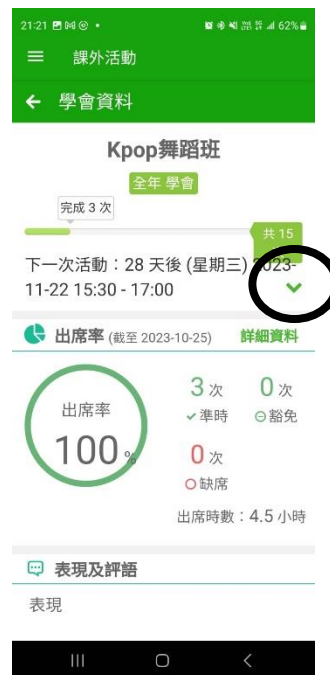 21:21 62%
課外活動
學會資料
Kpop舞蹈班
全年 學會
完成 3 次
共 15
下一次活動：28 天後 (星期三) 2023-
11-22 15:30 - 17:00
出席率 (截至 2023-10-25) 詳細資料
出席率
100 %
3 次 0 次
準時 豁免
0 次
缺席
出席時數：4.5 小時
表現及評語
表現